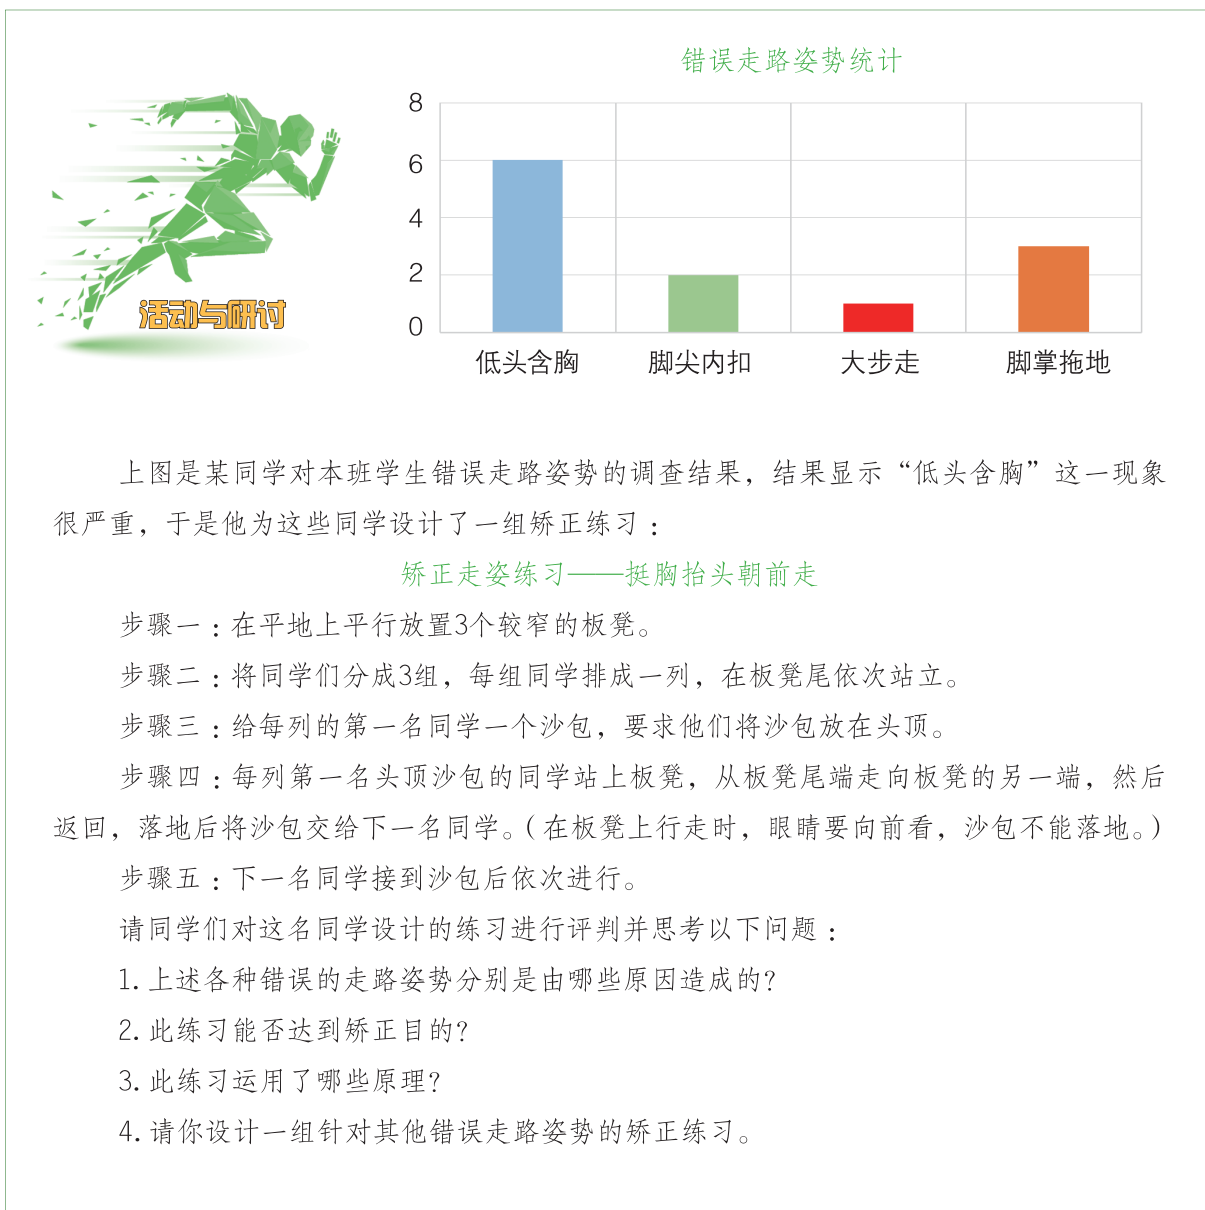 错误走路姿势统计
8
6
4
2
0
低头含胸 脚尖内扣 大步走 脚掌拖地
活动与研讨
上图是某同学对本班学生错误走路姿势的调查结果，结果显示“低头含胸”这一现象
很严重，于是他为这些同学设计了一组矫正练习：
矫正走姿练习——挺胸抬头朝前走
步骤一：在平地上平行放置3个较窄的板凳。
步骤二：将同学们分成3组，每组同学排成一列，在板凳尾依次站立。
步骤三：给每列的第一名同学一个沙包，要求他们将沙包放在头顶。
步骤四：每列第一名头顶沙包的同学站上板凳，从板凳尾端走向板凳的另一端，然后
返回，落地后将沙包交给下一名同学。（在板凳上行走时，眼睛要向前看，沙包不能落地。）
步骤五：下一名同学接到沙包后依次进行。
请同学们对这名同学设计的练习进行评判并思考以下问题：
1. 上述各种错误的走路姿势分别是由哪些原因造成的？
2. 此练习能否达到矫正目的？
3. 此练习运用了哪些原理？
4. 请你设计一组针对其他错误走路姿势的矫正练习。